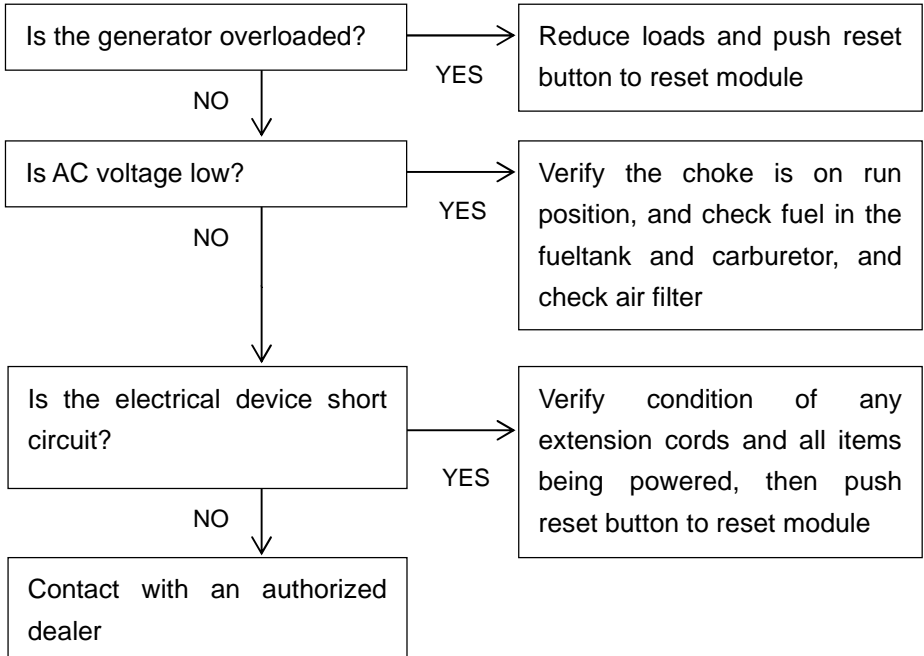 Is the generator overloaded?
YES
Reduce loads and push reset
button to reset module
NO
Is AC voltage low?
YES
Verify the choke is on run
position, and check fuel in the
fueltank and carburetor, and
check air filter
NO
Is the electrical device short
circuit?
YES
Verify condition of any
extension cords and all items
being powered, then push
reset button to reset module
NO
Contact with an authorized
dealer